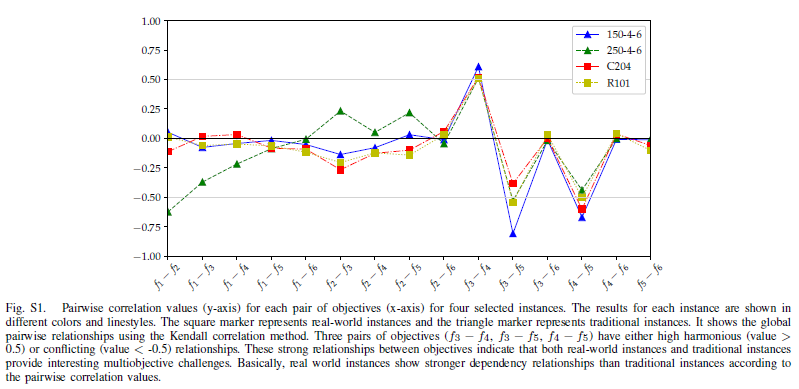 1.00
0.75
0.50
0.25
0.00
−0.25
−0.50
−0.75
−1.00
150-4-6
250-4-6
C204
R101
f1 − f2
f1 − f3
f1 − f4
f1 − f5
f1 − f6
f2 − f3
f2 − f4
f2 − f5
f2 − f6
f3 − f4
f3 − f5
f3 − f6
f4 − f5
f4 − f6
f5 − f6
Fig. S1. Pairwise correlation values (y-axis) for each pair of objectives (x-axis) for four selected instances. The results for each instance are shown in
different colors and linestyles. The square marker represents real-world instances and the triangle marker represents traditional instances. It shows the global
pairwise relationships using the Kendall correlation method. Three pairs of objectives (f3 − f4, f3 − f5, f4 − f5) have either high harmonious (value >
0.5) or conflicting (value < -0.5) relationships. These strong relationships between objectives indicate that both real-world instances and traditional instances
provide interesting multiobjective challenges. Basically, real world instances show stronger dependency relationships than traditional instances according to
the pairwise correlation values.